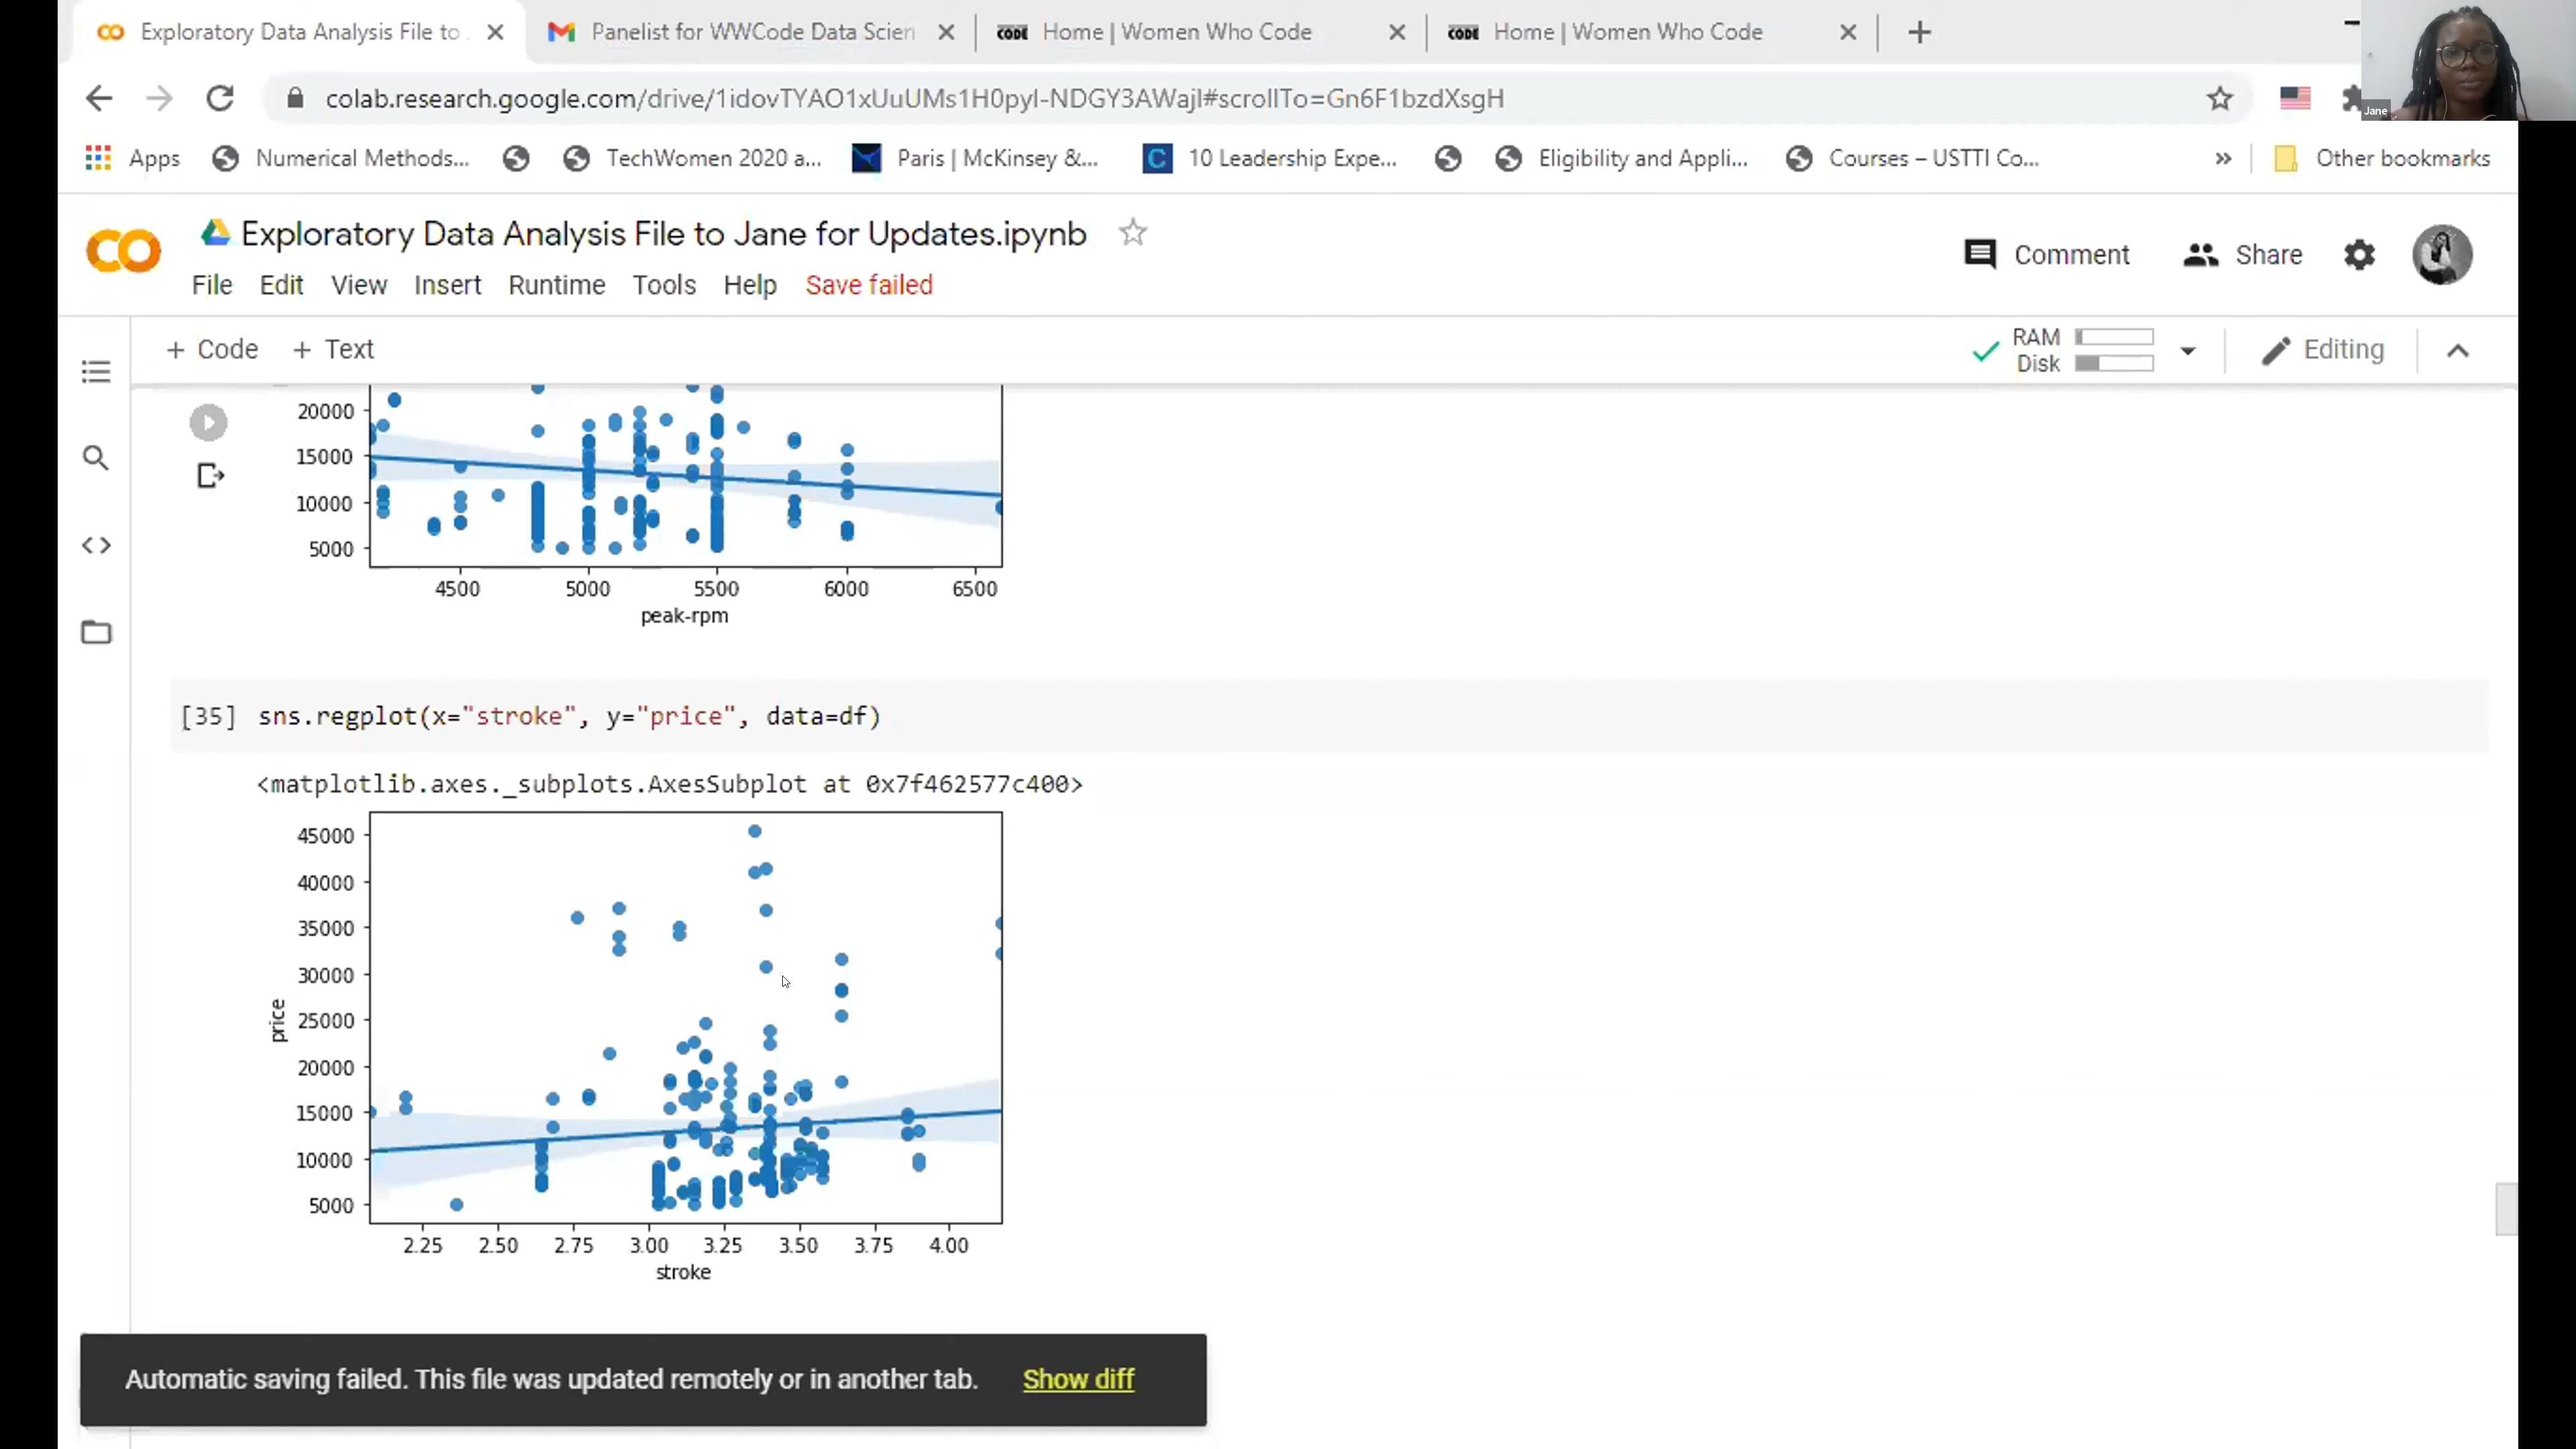 Exploratory Data Analysis File to
Panelist for WWCode Data Scien
CODE Home | Women Who Code
CODE Home | Women Who Code
colab.research.google.com/drive/1idovTYAO1xUuUMs1H0pyI-NDGY3AWajI#scrollTo=Gn6F1bzdXsgH
Jane
Apps
Numerical Methods...
TechWomen 2020 a...
Paris | McKinsey &...
C 10 Leadership Expe...
Eligibility and Appli...
Courses – USTTI Co...
»
Other bookmarks
CO
Exploratory Data Analysis File to Jane for Updates.ipynb
Comment
Share
File Edit View Insert Runtime Tools Help Save failed
+ Code + Text
RAM
Disk
Editing
20000
15000
10000
5000
4500 5000 5500 6000 6500
peak-rpm
[35] sns.regplot(x="stroke", y="price", data=df)
<matplotlib.axes._subplots.AxesSubplot at 0x7f462577c400>
45000
40000
35000
30000
25000
20000
15000
10000
5000
price
2.25 2.50 2.75 3.00 3.25 3.50 3.75 4.00
stroke
Automatic saving failed. This file was updated remotely or in another tab. Show diff